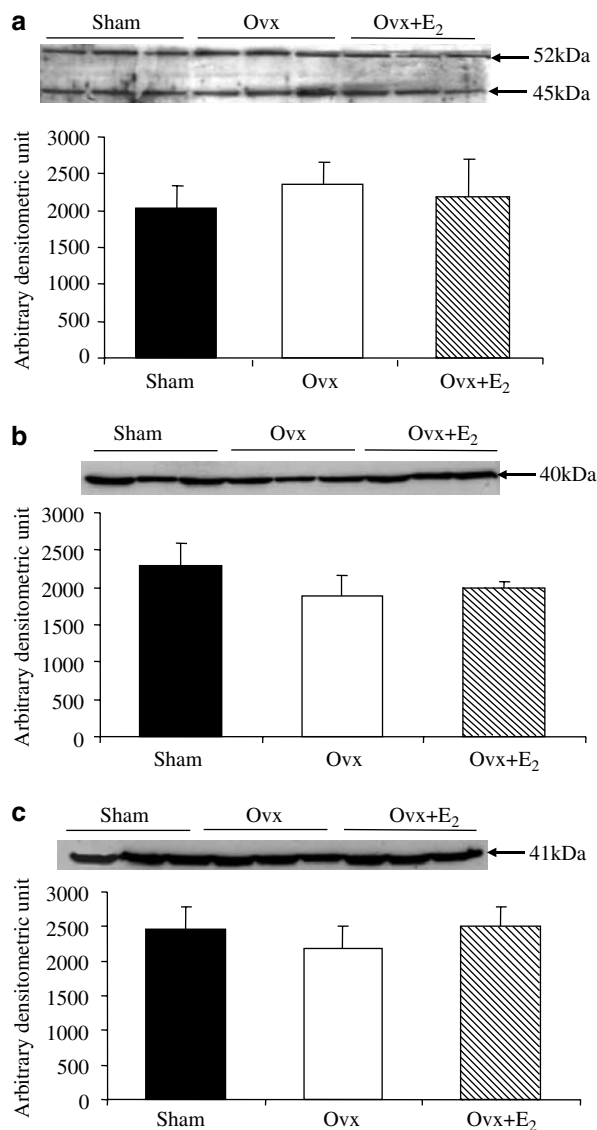 a
Sham Ovx Ovx+E₂
52kDa
45kDa
Arbitrary densitometric unit
3000
2500
2000
1500
1000
500
0
Sham Ovx Ovx+E₂
b
Sham Ovx Ovx+E₂
40kDa
Arbitrary densitometric unit
3000
2500
2000
1500
1000
500
0
Sham Ovx Ovx+E₂
c
Sham Ovx Ovx+E₂
41kDa
Arbitrary densitometric unit
3000
2500
2000
1500
1000
500
0
Sham Ovx Ovx+E₂